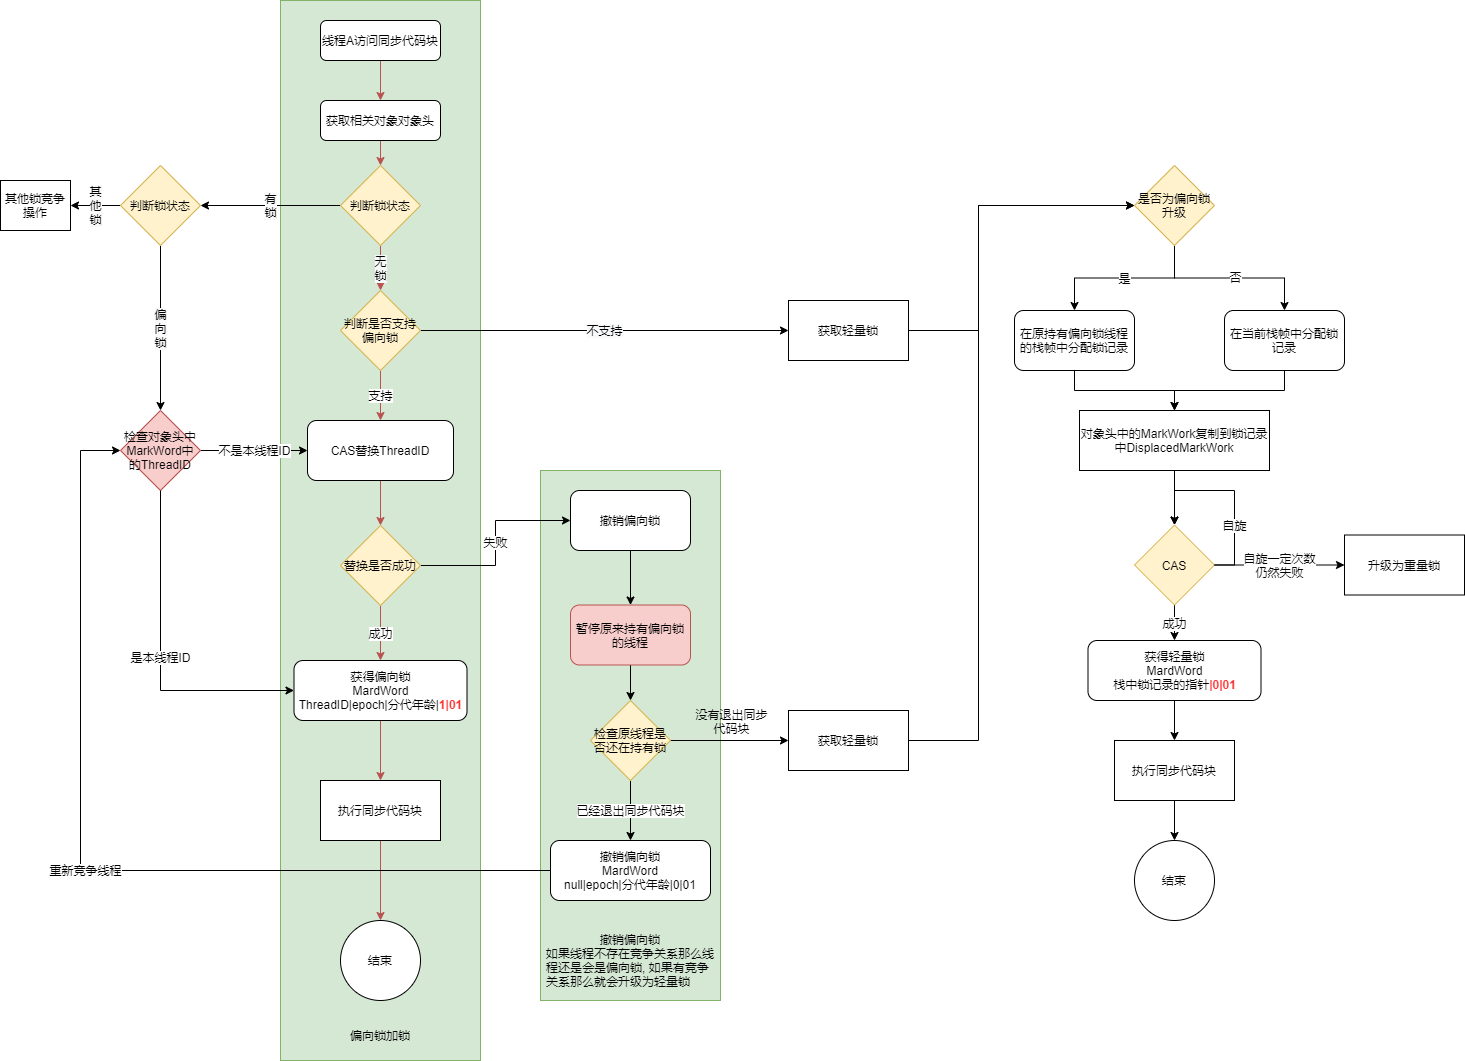 线程A访问同步代码块
获取相关对象对象头
判断锁状态
有
锁
判断锁状态
其
他
锁
其他锁竞争
操作
无
锁
偏
向
锁
判断是否支持
偏向锁
不支持
获取轻量锁
支持
检查对象头中
MarkWord中
的ThreadID
不是本线程ID
CAS替换ThreadID
替换是否成功
失败
成功
是本线程ID
获得偏向锁
MardWord
ThreadID|epoch|分代年龄|1|01
执行同步代码块
结束
偏向锁加锁
撤销偏向锁
暂停原来持有偏向锁
的线程
检查原线程是
否还在持有锁
没有退出同步
代码块
获取轻量锁
已经退出同步代码块
撤销偏向锁
MardWord
null|epoch|分代年龄|0|01
重新竞争线程
撤销偏向锁
如果线程不存在竞争关系那么线
程还是会是偏向锁, 如果有竞争
关系那么就会升级为轻量锁
是否为偏向锁
升级
是
否
在原持有偏向锁线程
的栈帧中分配锁记录
在当前栈帧中分配锁
记录
对象头中的MarkWork复制到锁记录
中DisplacedMarkWork
自旋
CAS
自旋一定次数
仍然失败
升级为重量锁
成功
获得轻量锁
MardWord
栈中锁记录的指针|0|01
执行同步代码块
结束